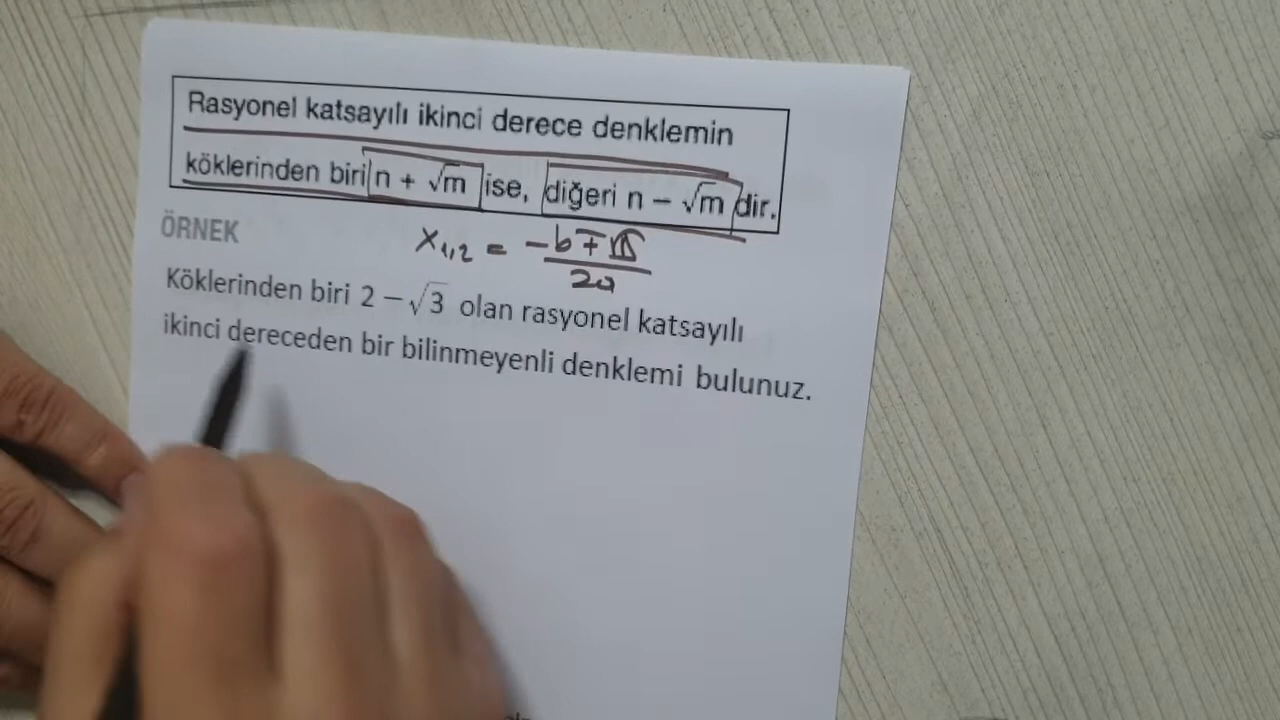 Rasyonel katsayılı ikinci derece denklemin
köklerinden biri n + √m ise, diğeri n − √m dir.
ÖRNEK
x₁,₂ = (-b ∓ √Δ) / 2a
Köklerinden biri 2 − √3 olan rasyonel katsayılı
ikinci dereceden bir bilinmeyenli denklemi bulunuz.